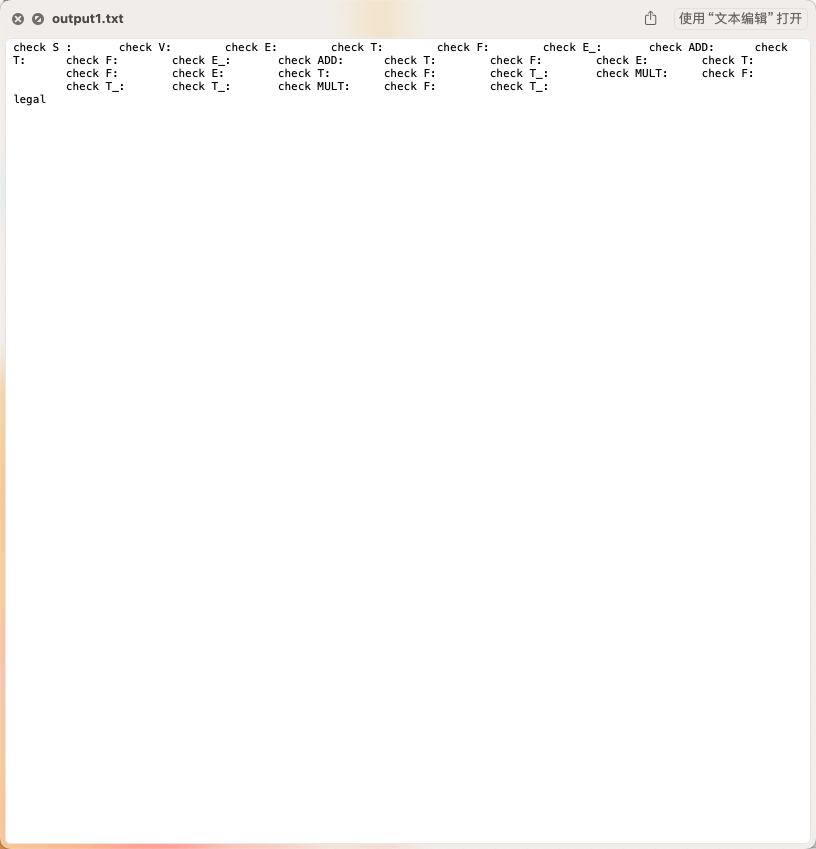 output1.txt
使用“文本编辑”打开
check S :	check V:	check E:	check T:	check F:	check E_:	check ADD:	check
T:	check F:	check E_:	check ADD:	check T:	check F:	check E:	check T:
	check F:	check E:	check T:	check F:	check T_:	check MULT:	check F:
	check T_:	check T_:	check MULT:	check F:	check T_:
legal